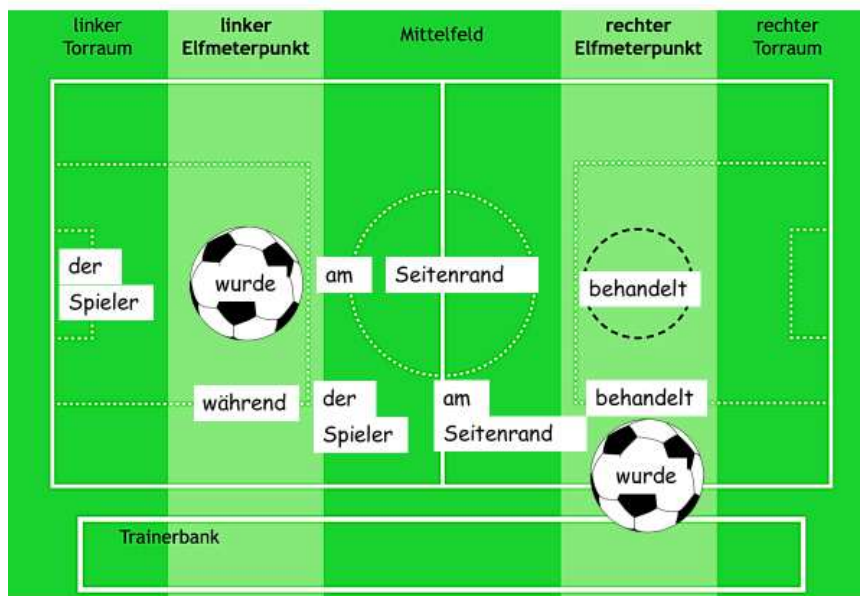 linker
Torraum
linker
Elfmeterpunkt
Mittelfeld
rechter
Elfmeterpunkt
rechter
Torraum
der
Spieler
wurde
am
Seitenrand
behandelt
während
der
Spieler
am
Seitenrand
behandelt
wurde
Trainerbank